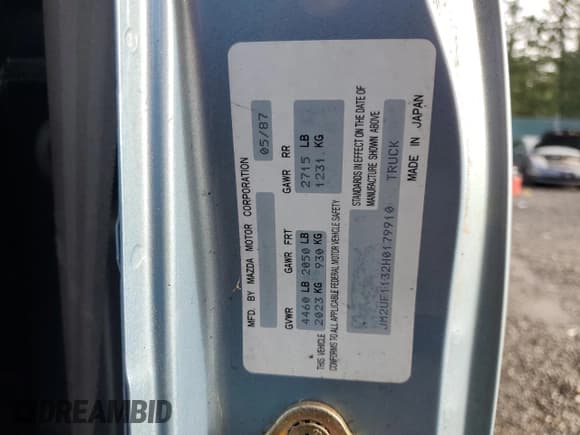 MFD. BY MAZDA MOTOR CORPORATION 05/87
GVWR GAWR FRT GAWR RR
4460 LB 2050 LB 2715 LB
2023 KG 930 KG 1231 KG
* THIS VEHICLE CONFORMS TO ALL APPLICABLE FEDERAL MOTOR VEHICLE SAFETY
STANDARDS IN EFFECT ON THE DATE OF
MANUFACTURE SHOWN ABOVE
JM2UF1132H0179910 TRUCK
MADE IN JAPAN
DREAMBID